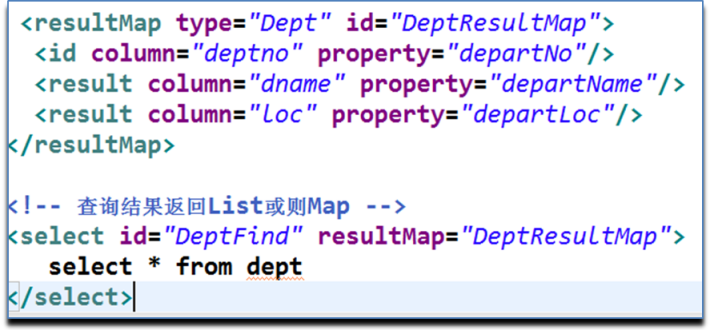 <resultMap type="Dept" id="DeptResultMap">
<id column="deptno" property="departNo"/>
<result column="dname" property="departName"/>
<result column="loc" property="departLoc"/>
</resultMap>
<!-- 查询结果返回List或则Map -->
<select id="DeptFind" resultMap="DeptResultMap">
select * from dept
</select>